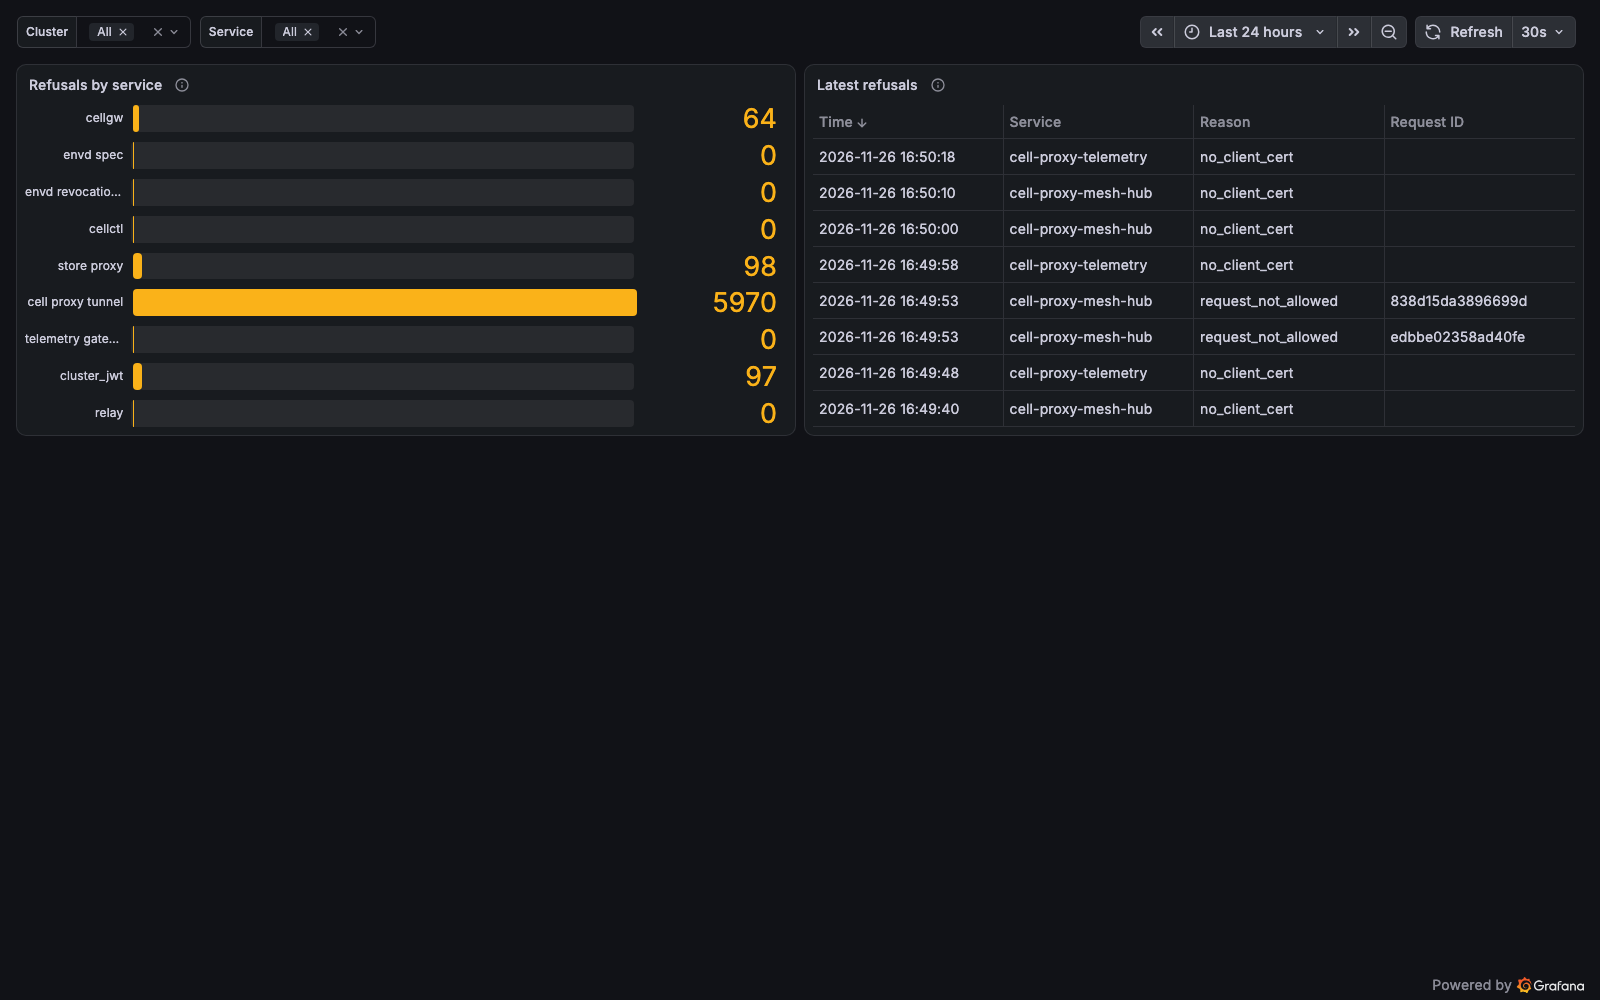 Cluster All Service All Last 24 hours Refresh 30s
Refusals by service
cellgw 64
envd spec 0
envd revocatio... 0
cellctl 0
store proxy 98
cell proxy tunnel 5970
telemetry gate... 0
cluster_jwt 97
relay 0
Latest refusals
Time Service Reason Request ID
2026-11-26 16:50:18 cell-proxy-telemetry no_client_cert
2026-11-26 16:50:10 cell-proxy-mesh-hub no_client_cert
2026-11-26 16:50:00 cell-proxy-mesh-hub no_client_cert
2026-11-26 16:49:58 cell-proxy-telemetry no_client_cert
2026-11-26 16:49:53 cell-proxy-mesh-hub request_not_allowed 838d15da3896699d
2026-11-26 16:49:53 cell-proxy-mesh-hub request_not_allowed edbbe02358ad40fe
2026-11-26 16:49:48 cell-proxy-telemetry no_client_cert
2026-11-26 16:49:40 cell-proxy-mesh-hub no_client_cert
Powered by Grafana